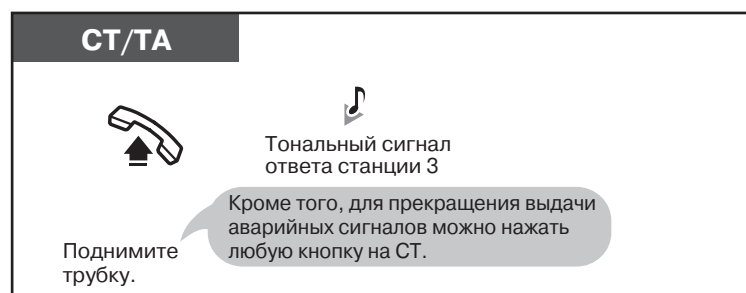 СТ/ТА
Тональный сигнал
ответа станции 3
Кроме того, для прекращения выдачи
аварийных сигналов можно нажать
любую кнопку на СТ.
Поднимите
трубку.